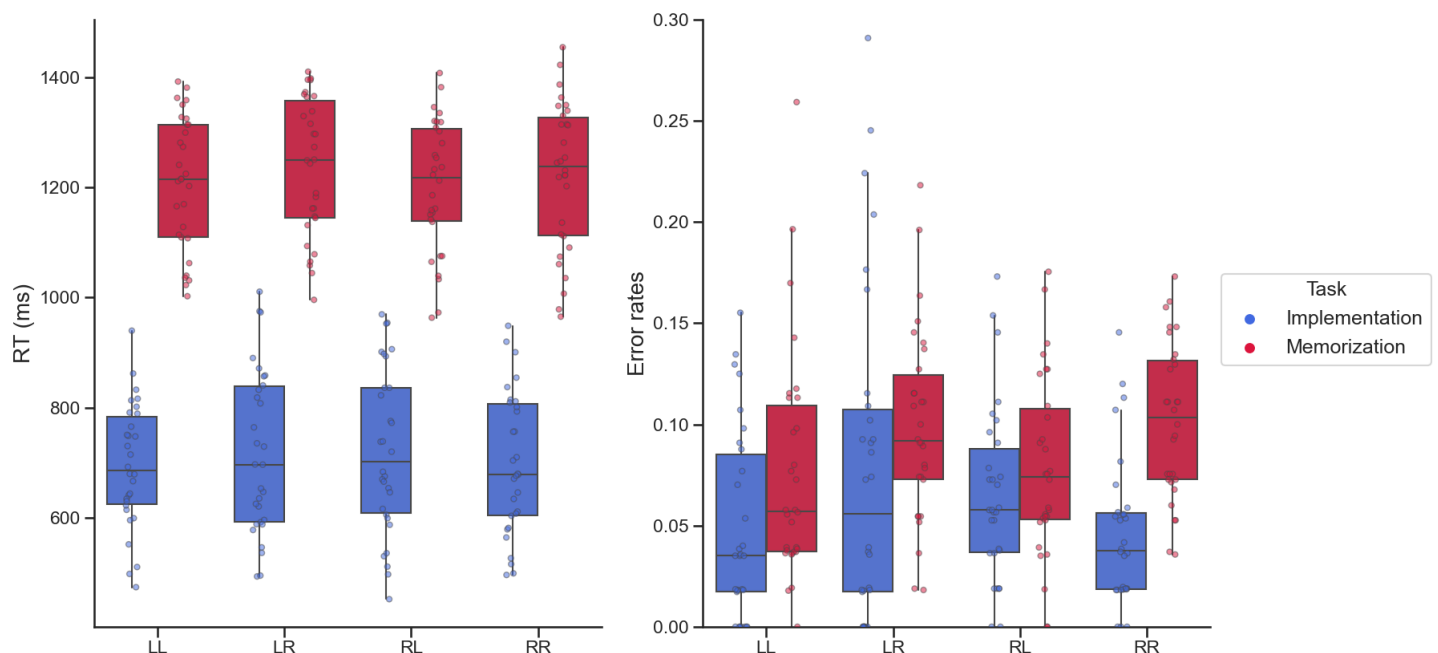 RT (ms)
1400
1200
1000
800
600
LL
LR
RL
RR
Error rates
0.30
0.25
0.20
0.15
0.10
0.05
0.00
LL
LR
RL
RR
Task
Implementation
Memorization